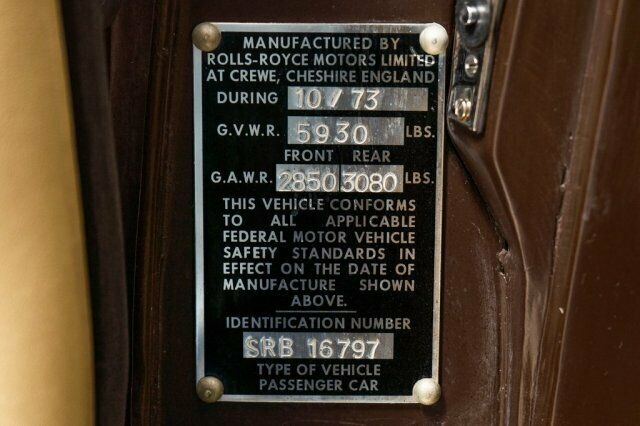 MANUFACTURED BY
ROLLS-ROYCE MOTORS LIMITED
AT CREWE, CHESHIRE ENGLAND
DURING 10/73
G.V.W.R. 5930 LBS.
FRONT REAR
G.A.W.R. 2850 3080 LBS.
THIS VEHICLE CONFORMS
TO ALL APPLICABLE
FEDERAL MOTOR VEHICLE
SAFETY STANDARDS IN
EFFECT ON THE DATE OF
MANUFACTURE SHOWN
ABOVE.
IDENTIFICATION NUMBER
SRB 16797
TYPE OF VEHICLE
PASSENGER CAR